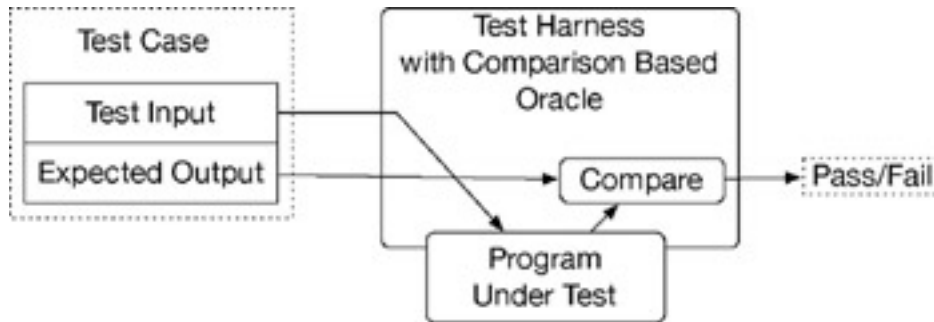 Test Case
Test Input
Expected Output
Test Harness
with Comparison Based
Oracle
Compare
Pass/Fail
Program
Under Test